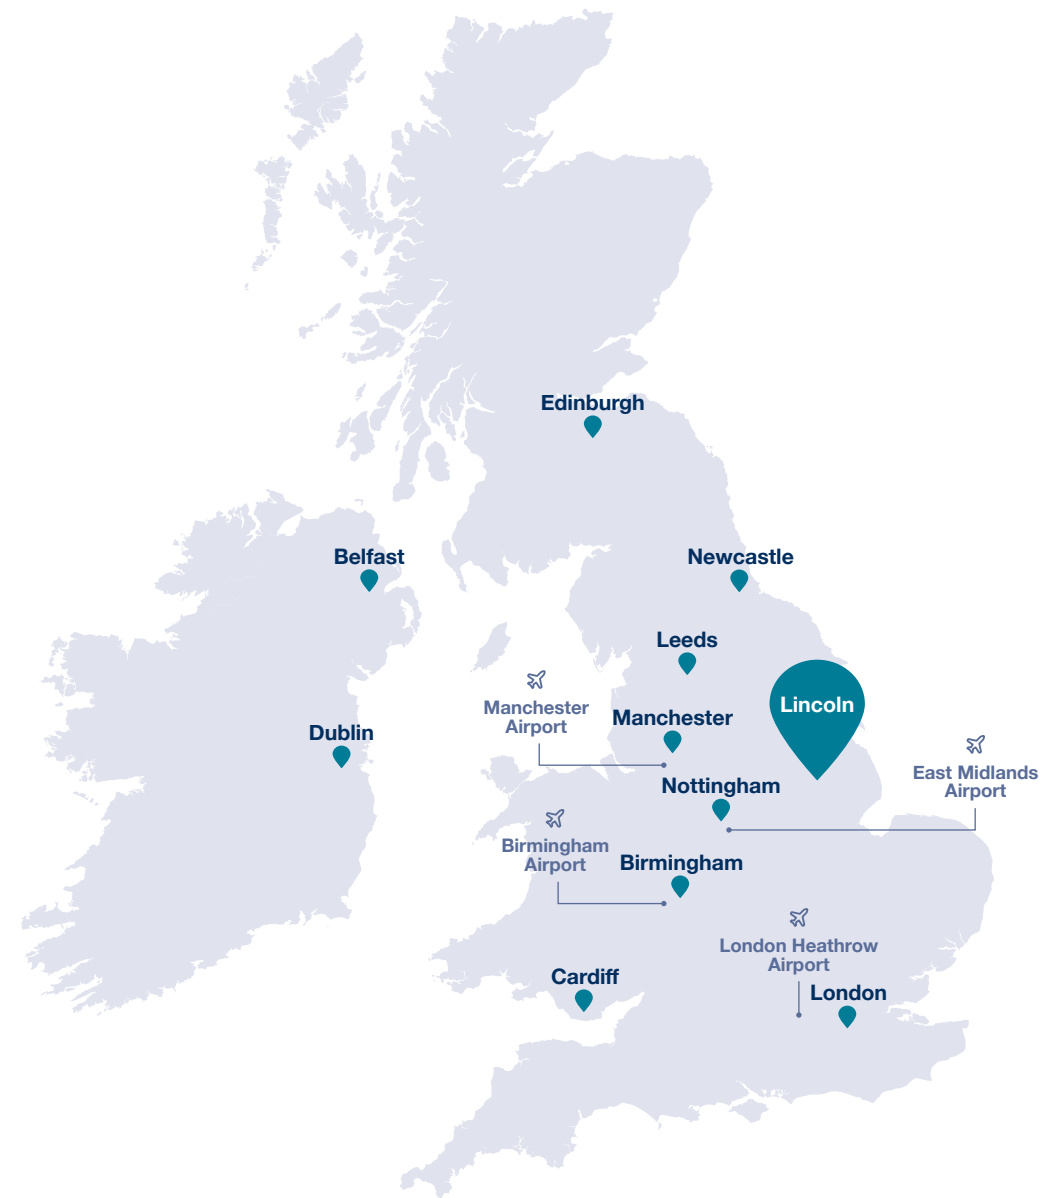 Edinburgh
Belfast
Newcastle
Leeds
Manchester
Airport
Manchester
Lincoln
Dublin
East Midlands
Airport
Nottingham
Birmingham
Airport
Birmingham
London Heathrow
Airport
Cardiff
London